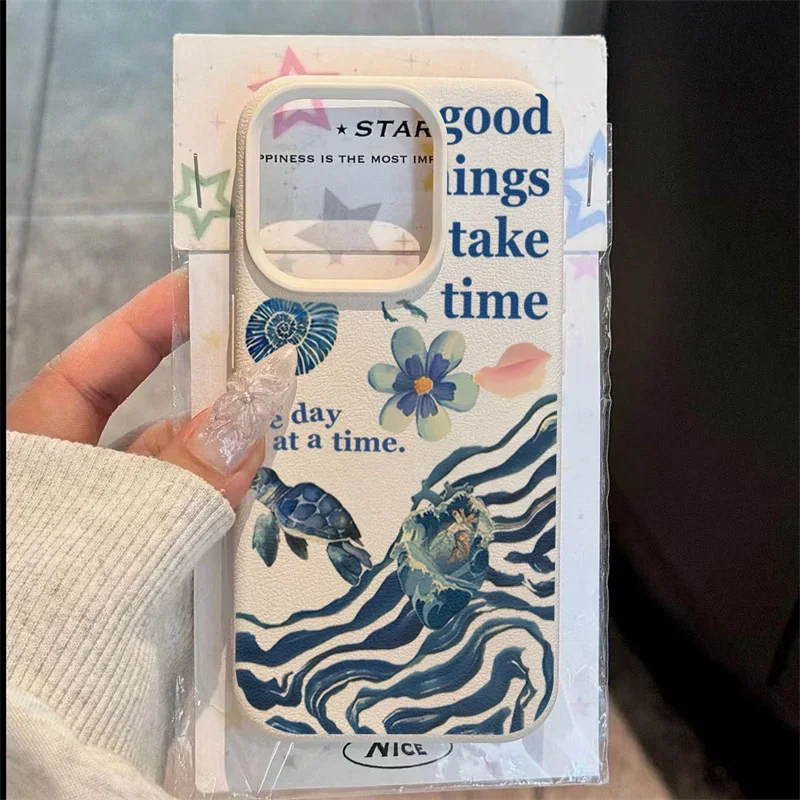 ★ STAR
PPINESS IS THE MOST IMP
good
ings
take
time
e day
at a time.
NICE